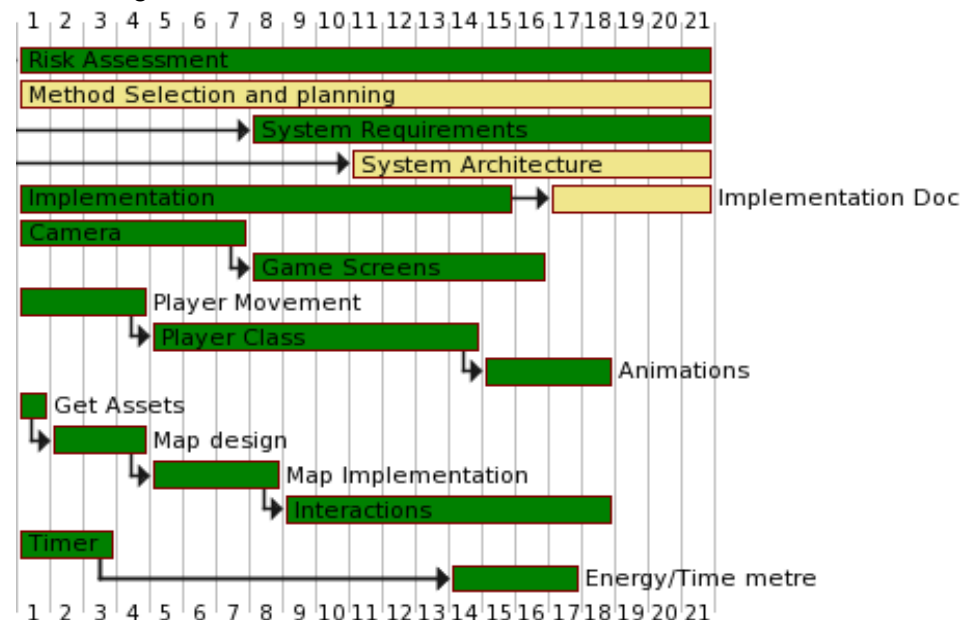 1 2 3 4 5 6 7 8 9 10 11 12 13 14 15 16 17 18 19 20 21
Risk Assessment
Method Selection and planning
System Requirements
System Architecture
Implementation Implementation Doc
Camera
Game Screens
Player Movement
Player Class
Animations
Get Assets
Map design
Map Implementation
Interactions
Timer
Energy/Time metre
1 2 3 4 5 6 7 8 9 10 11 12 13 14 15 16 17 18 19 20 21